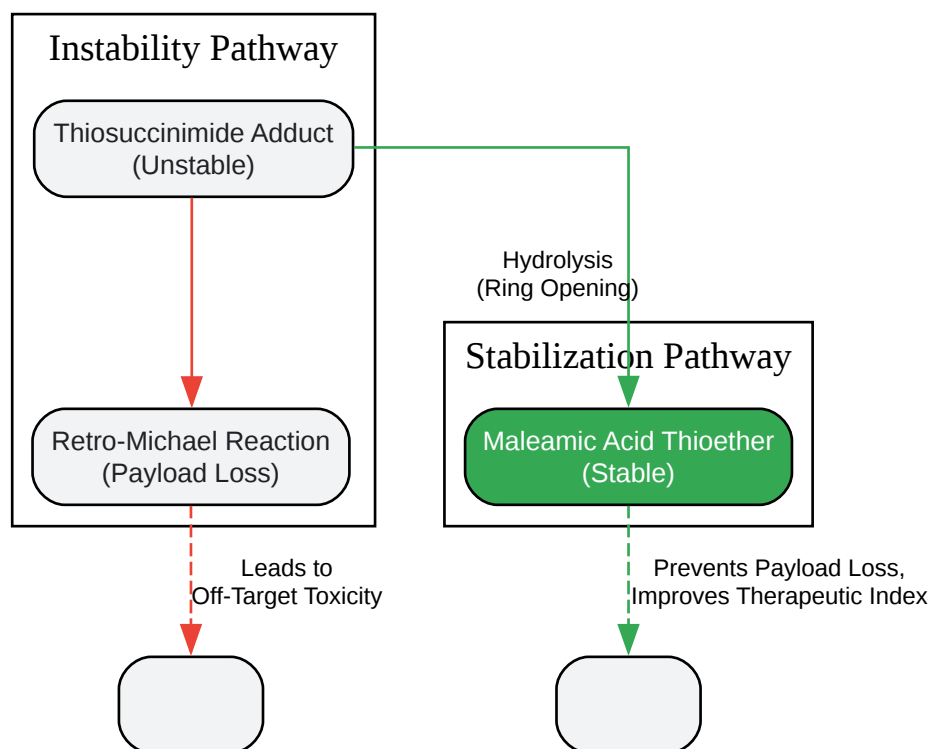 Instability Pathway
Thiosuccinimide Adduct
(Unstable)
Hydrolysis
(Ring Opening)
Stabilization Pathway
Retro-Michael Reaction
(Payload Loss)
Maleamic Acid Thioether
(Stable)
Leads to
Off-Target Toxicity
Prevents Payload Loss,
Improves Therapeutic Index